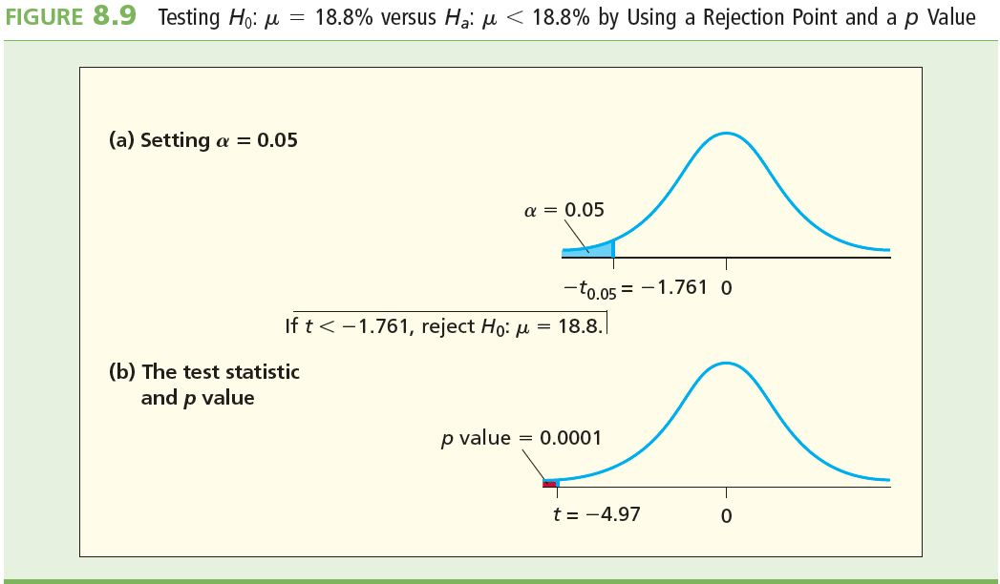 FIGURE 8.9 Testing H₀: μ = 18.8% versus Hₐ: μ < 18.8% by Using a Rejection Point and a p Value
(a) Setting α = 0.05
α = 0.05
−t₀.₀₅ = −1.761 0
If t < −1.761, reject H₀: μ = 18.8.
(b) The test statistic
and p value
p value = 0.0001
t = −4.97 0